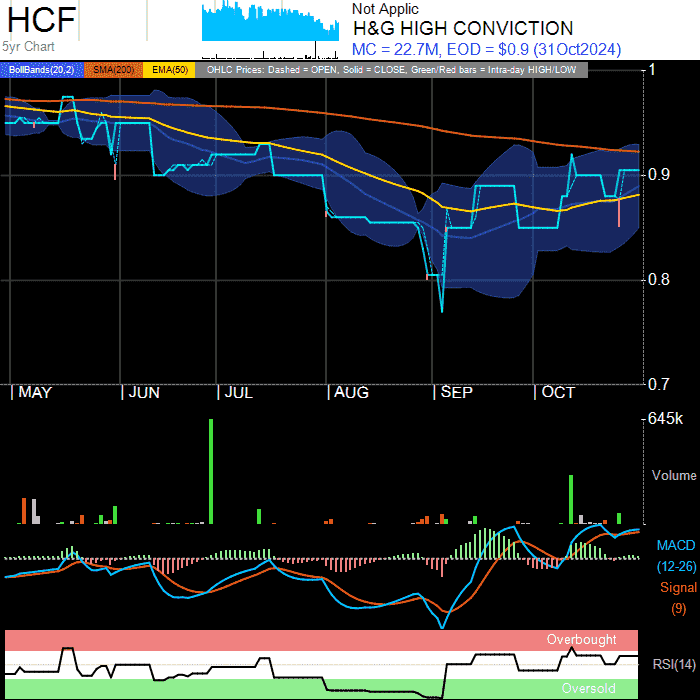 HCF
5yr Chart
Not Applic
H&G HIGH CONVICTION
MC = 22.7M, EOD = $0.9 (31Oct2024)
BollBands(20,2) SMA(200) EMA(50) OHLC Prices: Dashed = OPEN, Solid = CLOSE, Green/Red bars = Intra-day HIGH/LOW
1
0.9
0.8
0.7
MAY JUN JUL AUG SEP OCT
645k
Volume
MACD
(12-26)
Signal
(9)
Overbought
RSI(14)
Oversold